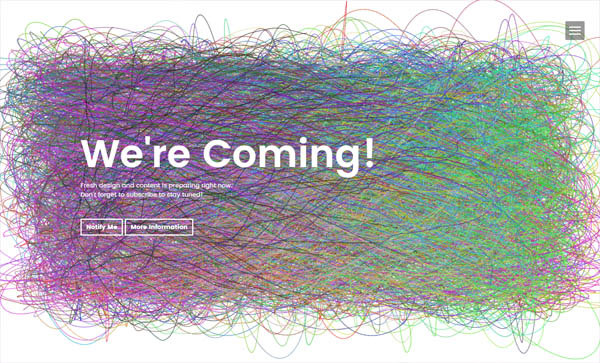 We're Coming!
Fresh design and content is preparing right now.
Don't forget to subscribe to stay tuned!
Notify Me More Information